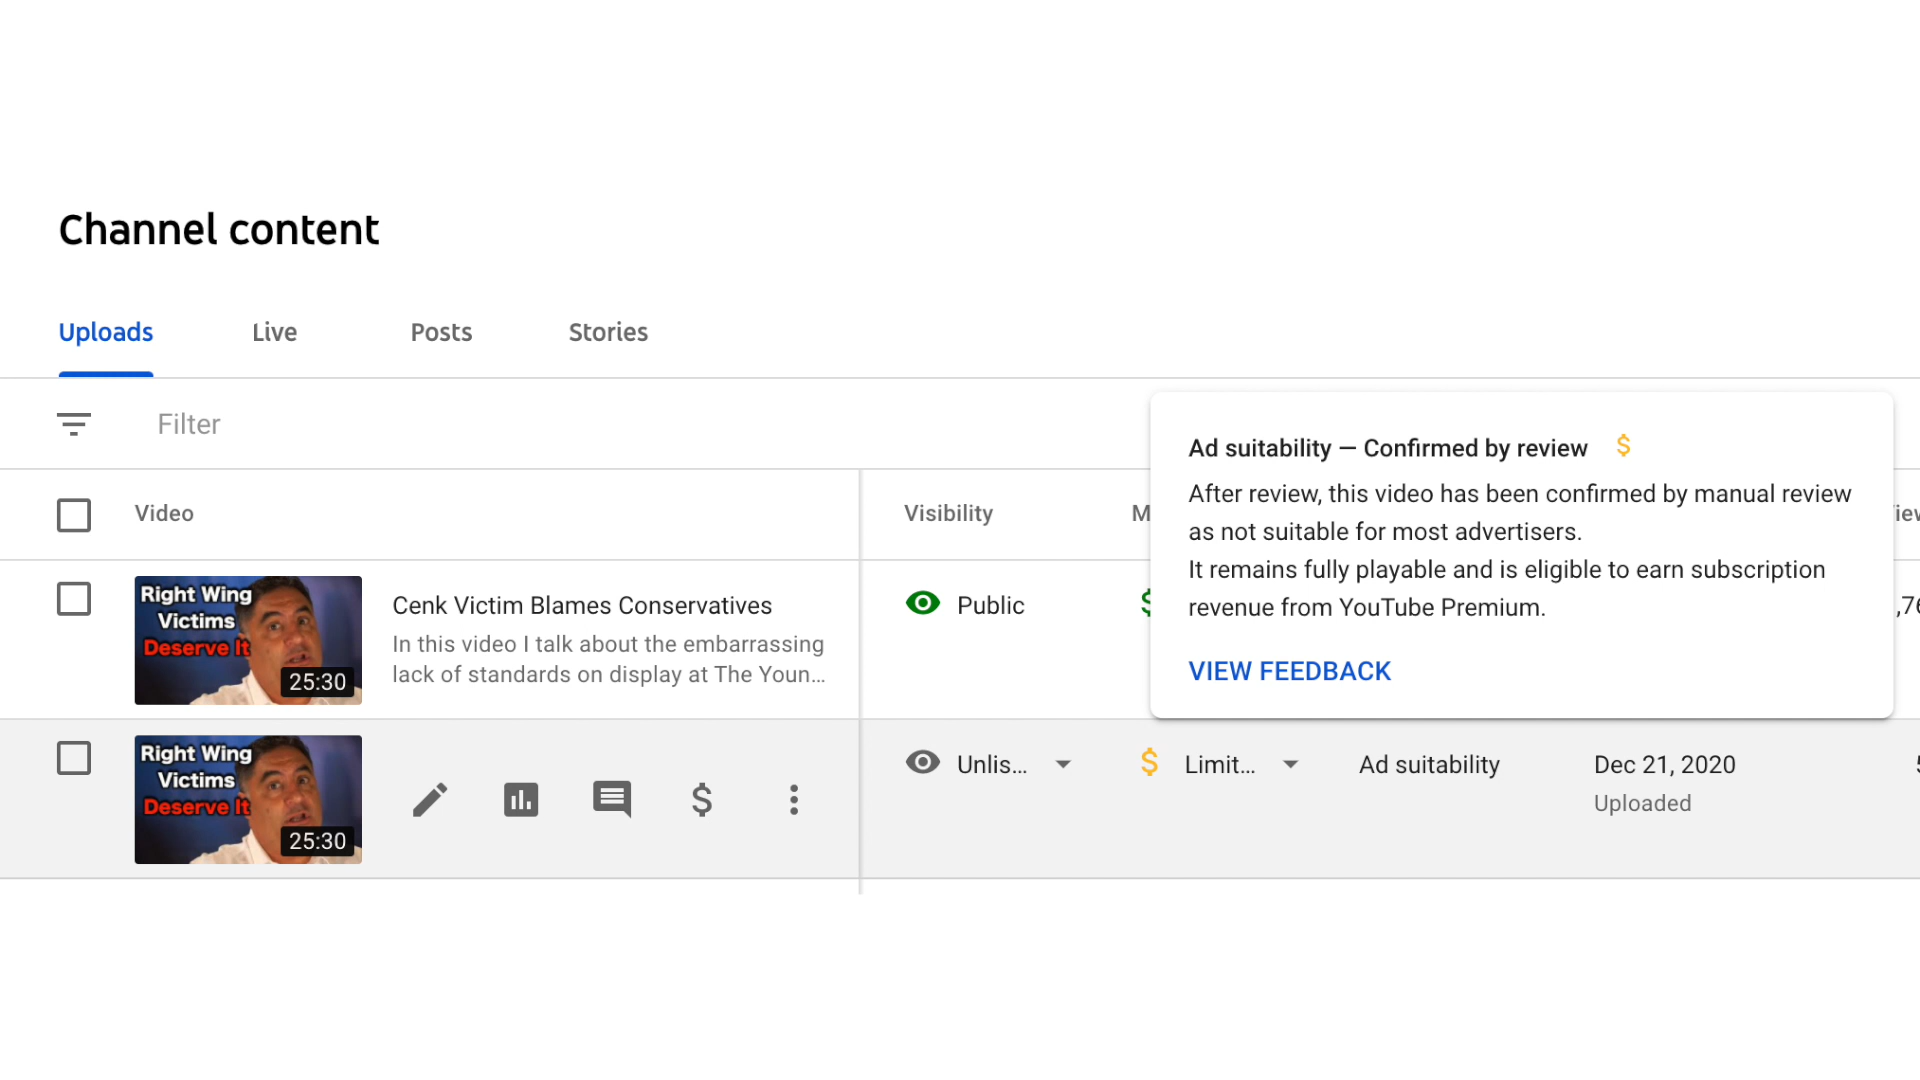 Channel content
Uploads Live Posts Stories
Filter
Ad suitability — Confirmed by review $
After review, this video has been confirmed by manual review
as not suitable for most advertisers.
It remains fully playable and is eligible to earn subscription
revenue from YouTube Premium.
VIEW FEEDBACK
Video Visibility
Right Wing
Victims
Deserve It
25:30
Cenk Victim Blames Conservatives
In this video I talk about the embarrassing
lack of standards on display at The Youn...
Public
Right Wing
Victims
Deserve It
25:30
$
Unlis... $ Limit... Ad suitability Dec 21, 2020
Uploaded